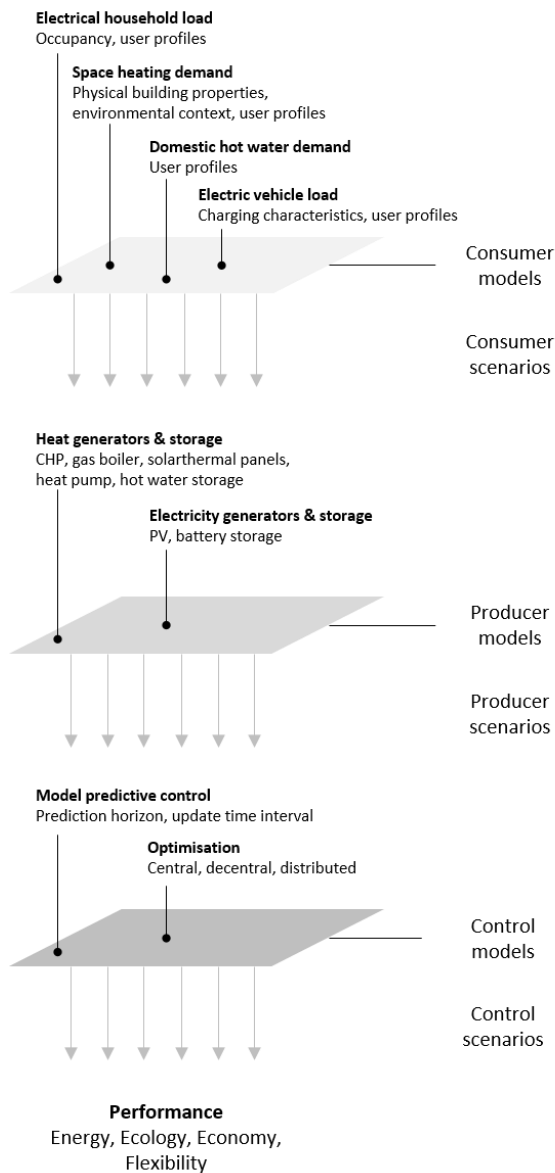 Electrical household load
Occupancy, user profiles
Space heating demand
Physical building properties,
environmental context, user profiles
Domestic hot water demand
User profiles
Electric vehicle load
Charging characteristics, user profiles
Consumer
models
Consumer
scenarios
Heat generators & storage
CHP, gas boiler, solarthermal panels,
heat pump, hot water storage
Electricity generators & storage
PV, battery storage
Producer
models
Producer
scenarios
Model predictive control
Prediction horizon, update time interval
Optimisation
Central, decentral, distributed
Control
models
Control
scenarios
Performance
Energy, Ecology, Economy,
Flexibility